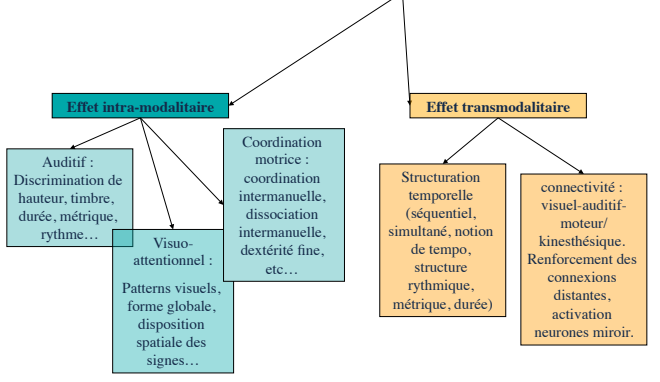 Effet intra-modalitaire
Effet transmodalitaire
Auditif :
Discrimination de
hauteur, timbre,
durée, métrique,
rythme…
Visuo-
attentionnel :
Patterns visuels,
forme globale,
disposition
spatiale des
signes…
Coordination
motrice :
coordination
intermanuelle,
dissociation
intermanuelle,
dextérité fine,
etc…
Structuration
temporelle
(séquentiel,
simultané, notion
de tempo,
structure
rythmique,
métrique, durée)
connectivité :
visuel-auditif-
moteur/
kinesthésique.
Renforcement des
connexions
distantes,
activation
neurones miroir.